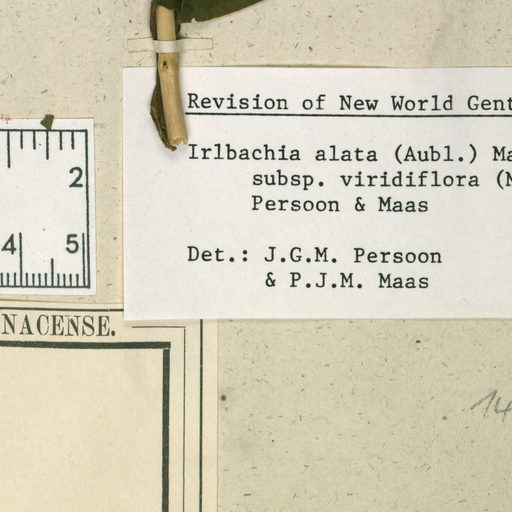 Revision of New World Gent
Irlbachia alata (Aubl.) Ma
subsp. viridiflora (M
Persoon & Maas
Det.: J.G.M. Persoon
& P.J.M. Maas
2
4 5
NACENSE.
14